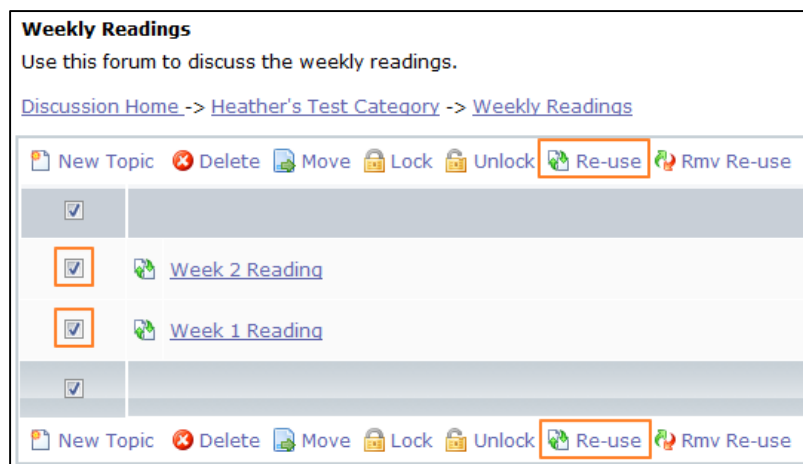 Weekly Readings
Use this forum to discuss the weekly readings.
Discussion Home -> Heather's Test Category -> Weekly Readings
New Topic Delete Move Lock Unlock Re-use Rmv Re-use
Week 2 Reading
Week 1 Reading
New Topic Delete Move Lock Unlock Re-use Rmv Re-use